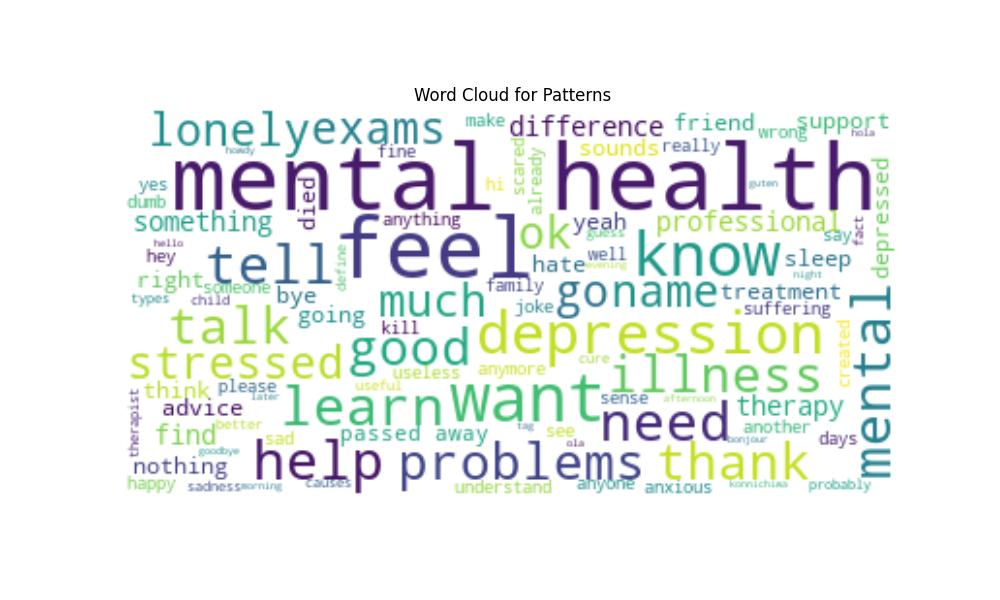 Word Cloud for Patterns
lonely exams make difference friend wrong support hola
howdy fine scared already sounds really
mental health
yes dumb died hi guten depressed
something anything feel ok yeah guess professional say fact
hello hey tell define hate well evening know sleep night
right someone bye family go name treatment
types child going much joke suffering
talk kill good depression created
stressed useless anymore cure illness
think please later useful learn want sense afternoon therapy mental
therapist advice better need another
find sad passed away tag see bonjour days
nothing goodbye help problems ola thank
happy sadness morning causes understand anyone anxious konnichiwa probably